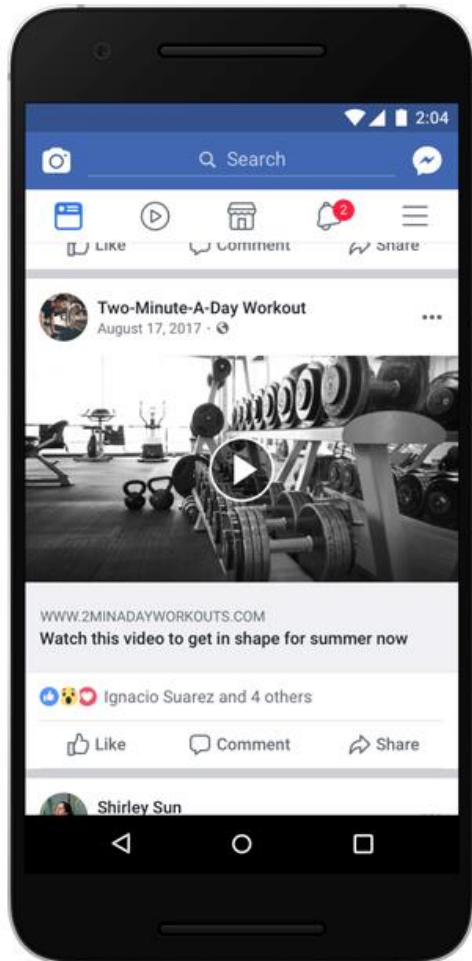 2:04
Search
2
Like Comment Share
Two-Minute-A-Day Workout
August 17, 2017
WWW.2MINADAYWORKOUTS.COM
Watch this video to get in shape for summer now
Ignacio Suarez and 4 others
Like Comment Share
Shirley Sun